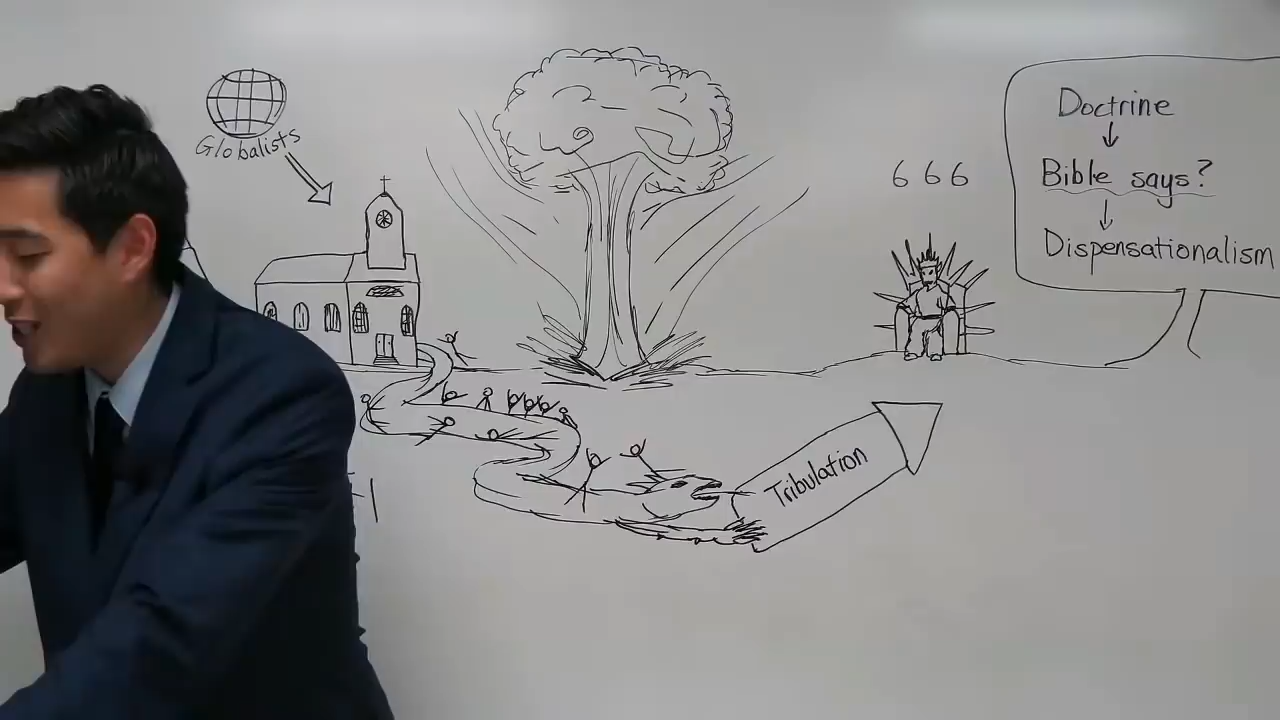 Globalists
666
Doctrine
Bible says?
Dispensationalism
Tribulation